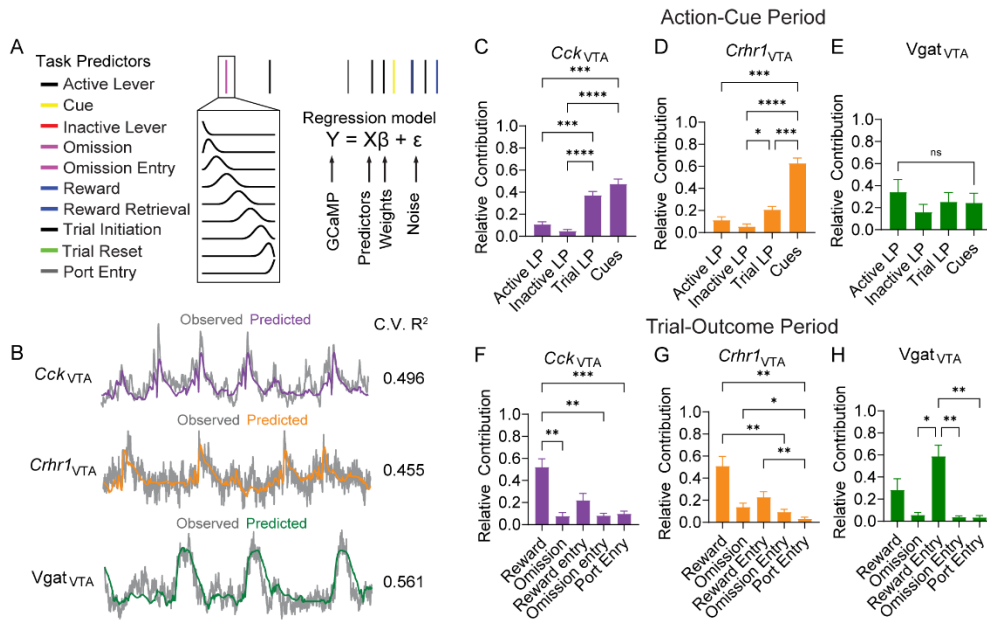 Action-Cue Period
A
Task Predictors
Active Lever
Cue
Inactive Lever
Omission
Omission Entry
Reward
Reward Retrieval
Trial Initiation
Trial Reset
Port Entry
Regression model
Y = Xβ + ε
GCaMP
Predictors
Weights
Noise
B
Observed Predicted
C.V. R²
CckVTA
0.496
Observed Predicted
Crhr1VTA
0.455
Observed Predicted
VgatVTA
0.561
C
CckVTA
***
****
***
****
Relative Contribution
1.0
0.8
0.6
0.4
0.2
0.0
Active LP
Inactive LP
Trial LP
Cues
D
Crhr1VTA
***
****
*
***
Relative Contribution
1.0
0.8
0.6
0.4
0.2
0.0
Active LP
Inactive LP
Trial LP
Cues
E
VgatVTA
ns
Relative Contribution
1.0
0.8
0.6
0.4
0.2
0.0
Active LP
Inactive LP
Trial LP
Cues
Trial-Outcome Period
F
CckVTA
***
**
**
Relative Contribution
1.0
0.8
0.6
0.4
0.2
0.0
Reward
Omission
Reward entry
Omission entry
Port Entry
G
Crhr1VTA
**
*
**
**
Relative Contribution
1.0
0.8
0.6
0.4
0.2
0.0
Reward
Omission
Reward entry
Omission entry
Port Entry
H
VgatVTA
**
*
**
Relative Contribution
1.0
0.8
0.6
0.4
0.2
0.0
Reward
Omission
Reward Entry
Omission Entry
Port Entry